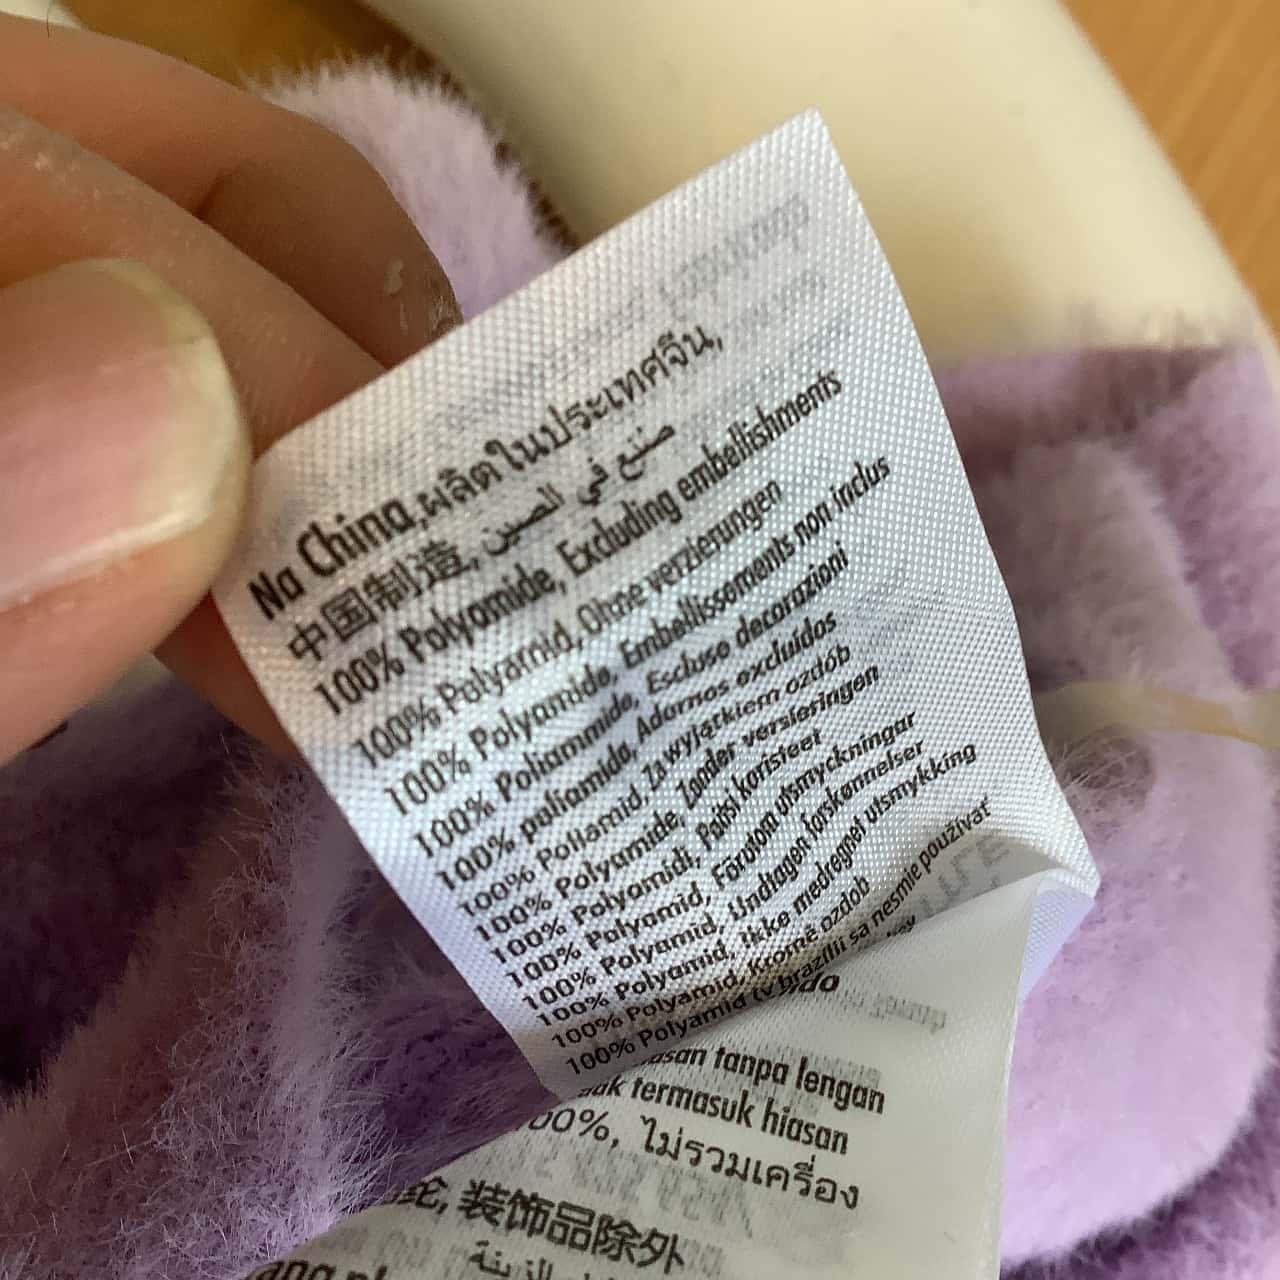 Na China,ผลิตในประเทศจีน,
中国制造, صنع في الصين
100% Polyamide, Excluding embellishments
100% Polyamid, Ohne verzierungen
100% Polyamide, Embellissements non inclus
100% Poliammide, Escluse decorazioni
100% poliamida, Adornos excluidos
100% Poliamid, Za wyjątkiem ozdób
100% Polyamide, Zonder versieringen
100% Polyamidi, Paitsi koristeet
100% Polyamid, Förutom utsmyckningar
100% Polyamid, Undtagen forskønnelser
100% Polyamid, Ikke medregnet utsmykking
100% Polyamid, Kromě ozdob
100% Polyamid (v brazílii sa nesmie používať
tanpa lengan
termasuk hiasan
ไม่รวมเครื่อง
装饰品除外